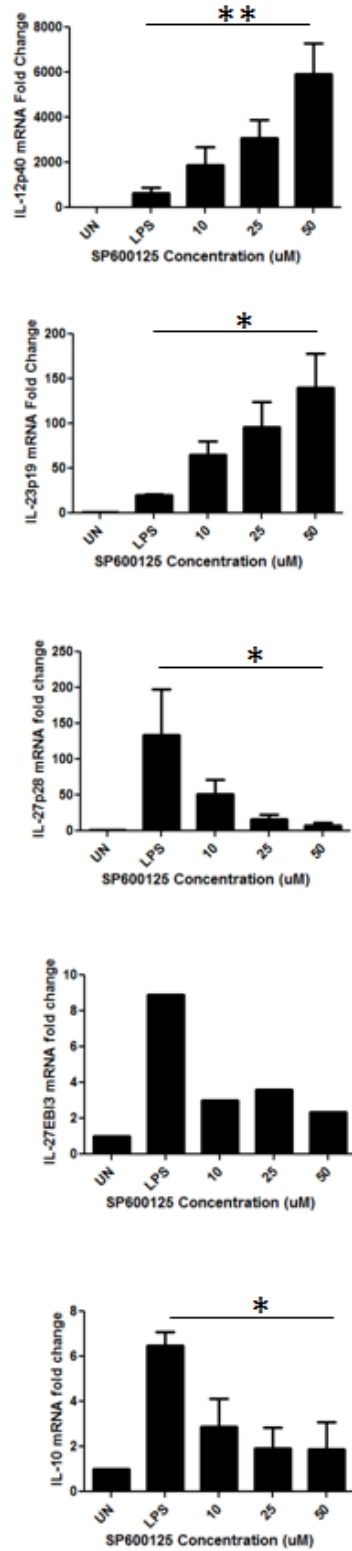 **
IL-12p40 mRNA Fold Change
8000
6000
4000
2000
0
UN
LPS
10
25
50
SP600125 Concentration (uM)
*
IL-23p19 mRNA Fold Change
200
150
100
50
0
UN
LPS
10
25
50
SP600125 Concentration (uM)
*
IL-27p28 mRNA fold change
250
200
150
100
50
0
UN
LPS
10
25
50
SP600125 Concentration (uM)
IL-27EBI3 mRNA fold change
10
8
6
4
2
0
UN
LPS
10
25
50
SP600125 Concentration (uM)
*
IL-10 mRNA fold change
8
6
4
2
0
UN
LPS
10
25
50
SP600125 Concentration (uM)